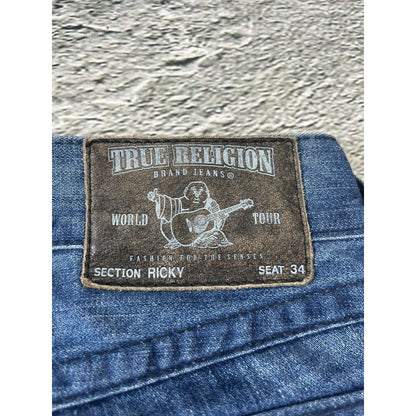 TRUE RELIGION
BRAND JEANS®
WORLD TOUR
FASHION FOR THE SENSES
SECTION RICKY SEAT 34